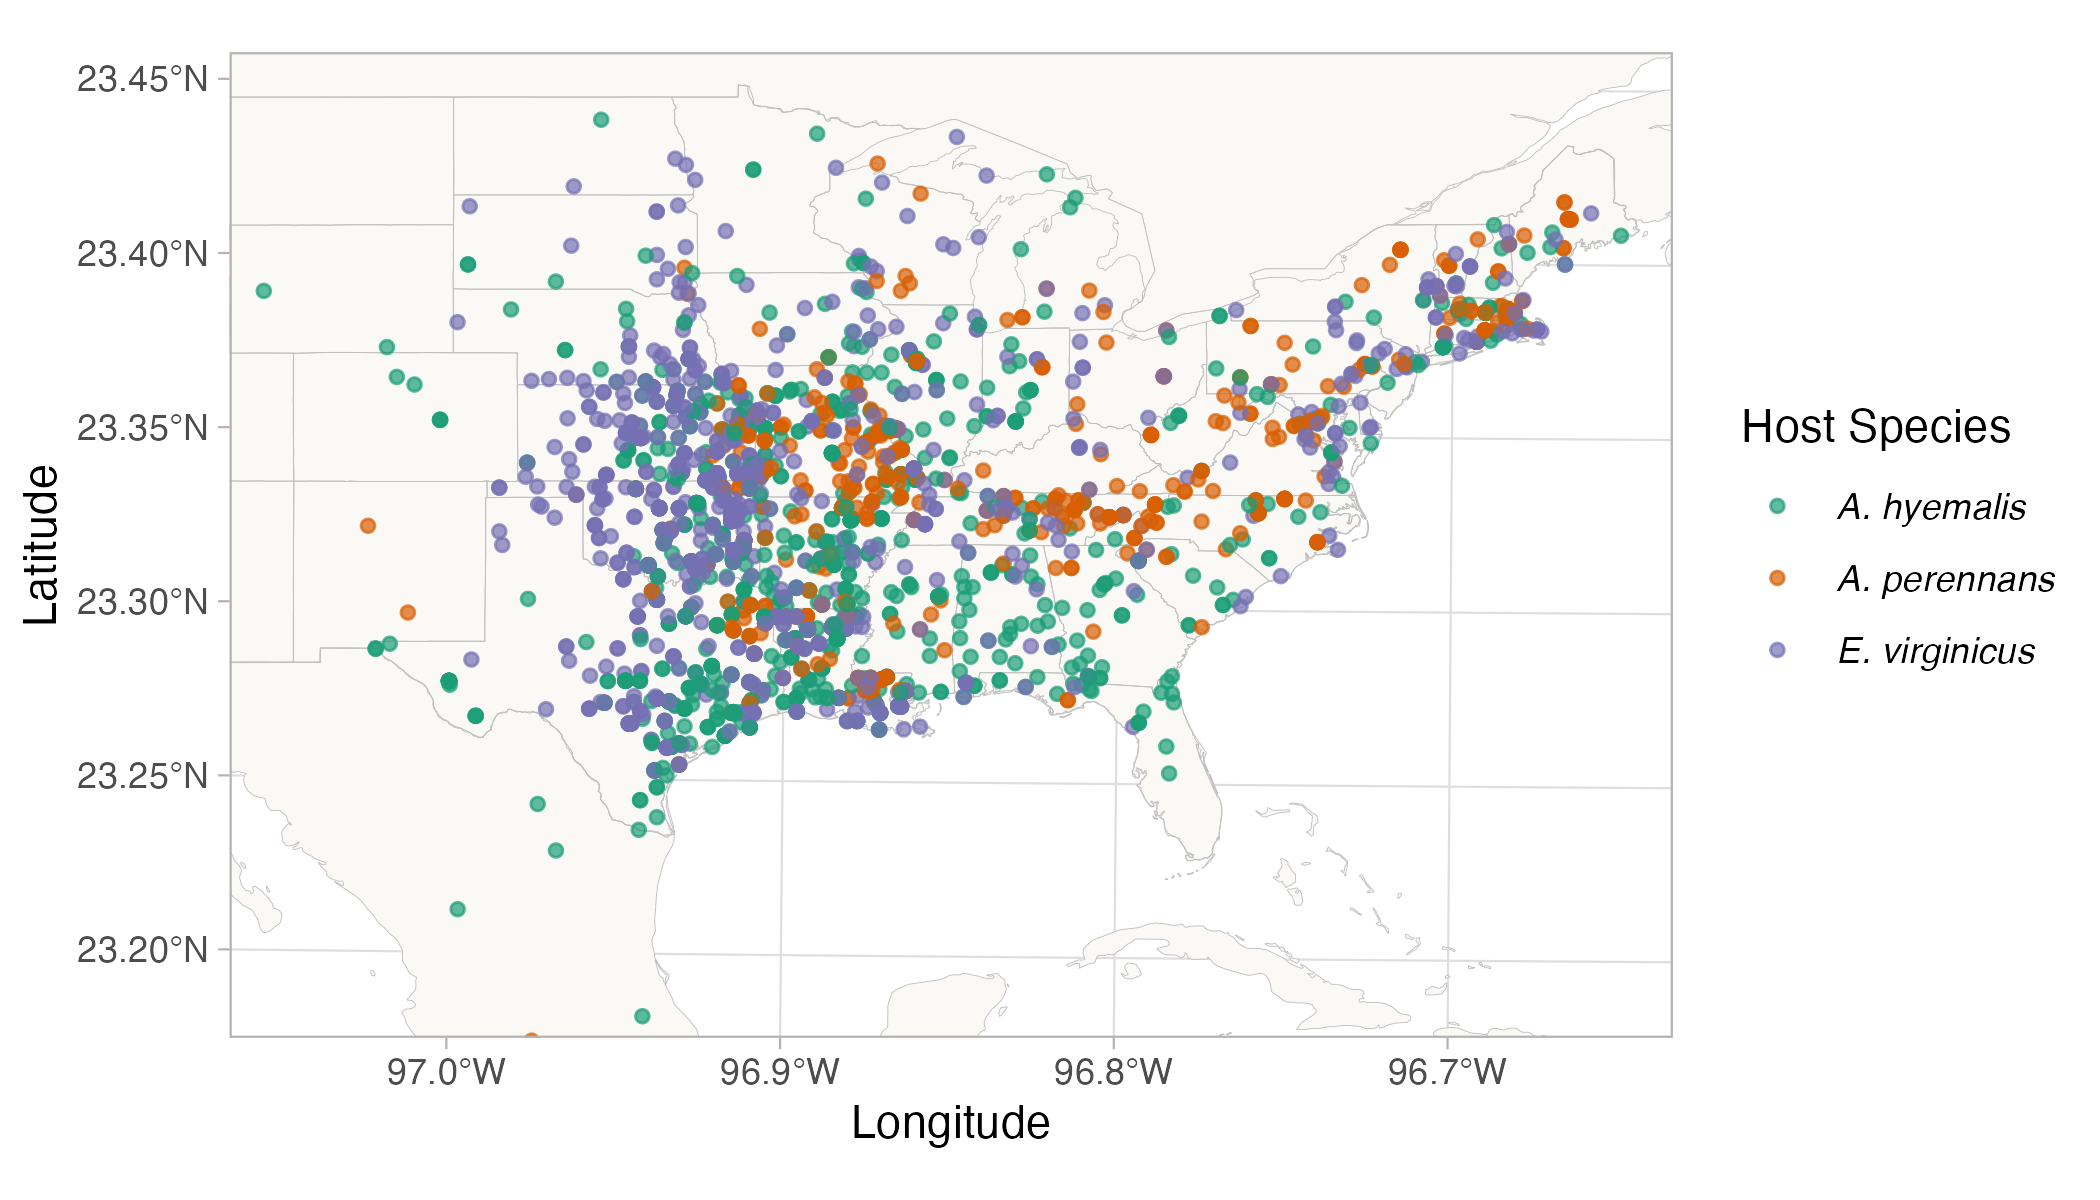 23.45°N
23.40°N
23.35°N
23.30°N
23.25°N
23.20°N
Latitude
97.0°W 96.9°W 96.8°W 96.7°W
Longitude
Host Species
A. hyemalis
A. perennans
E. virginicus